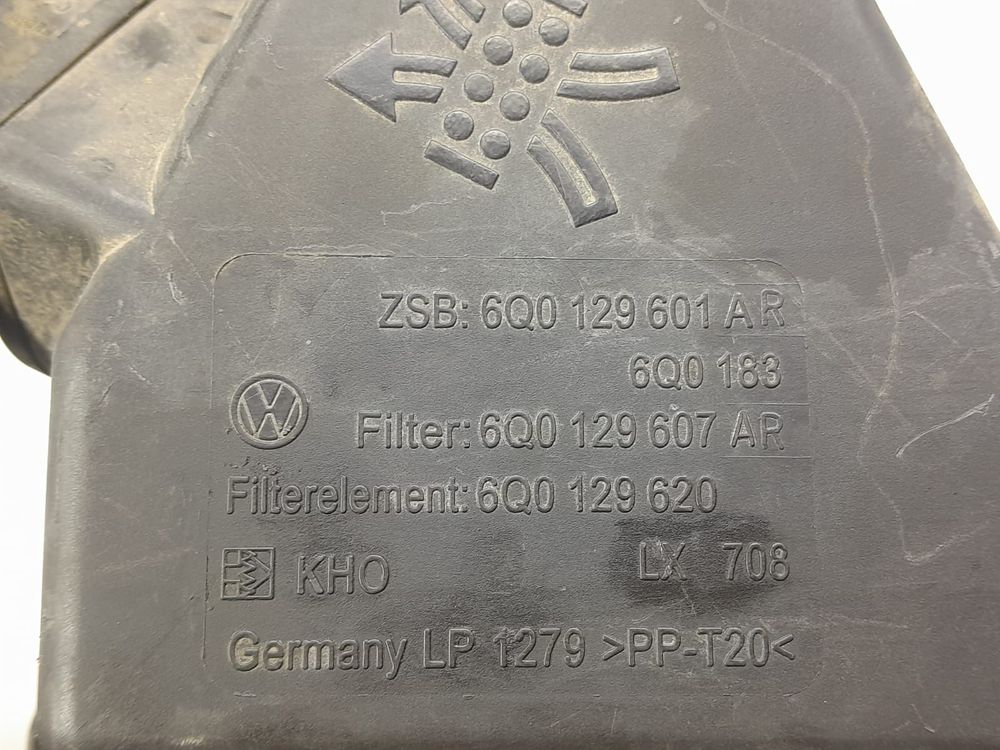 ZSB: 6Q0 129 601 AR
6Q0 183
Filter: 6Q0 129 607 AR
Filterelement: 6Q0 129 620
KHO LX 708
Germany LP 1279 >PP-T20<